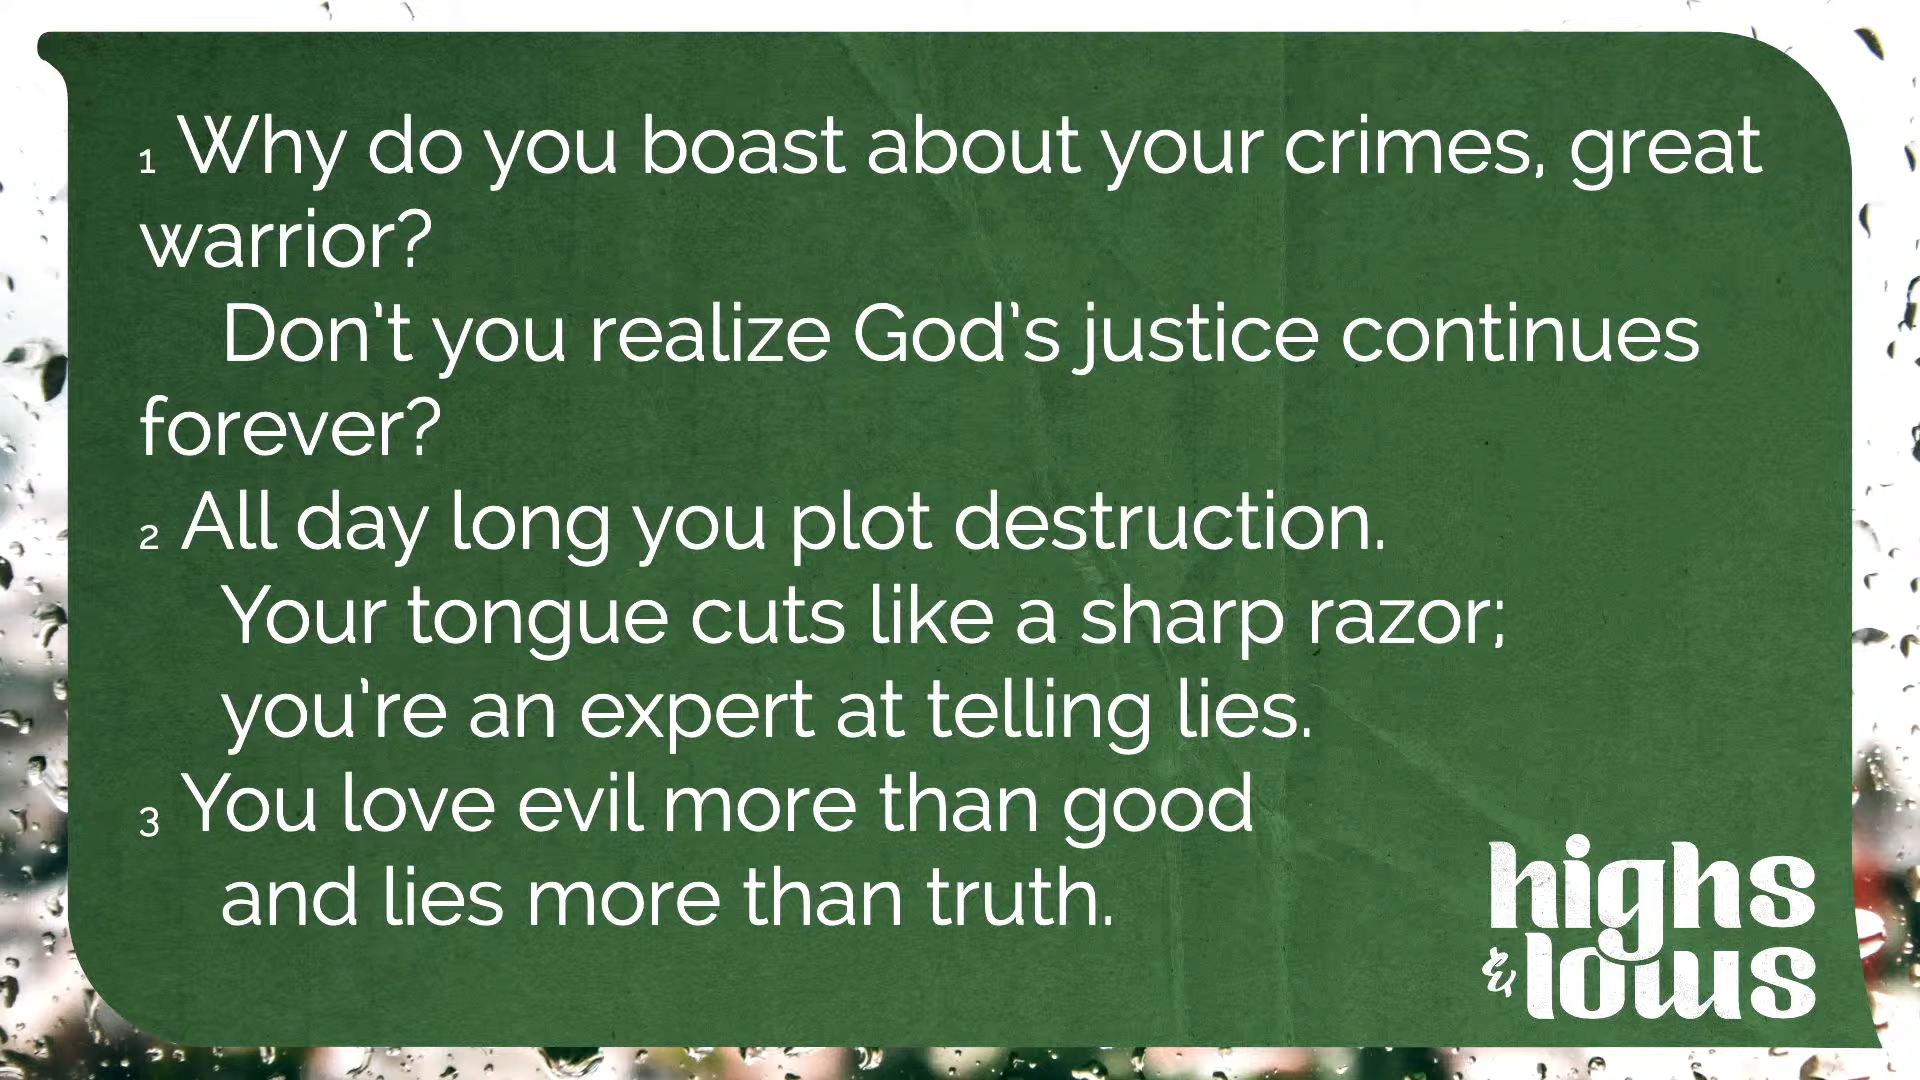 1 Why do you boast about your crimes, great
warrior?
Don't you realize God's justice continues
forever?
2 All day long you plot destruction.
Your tongue cuts like a sharp razor;
you're an expert at telling lies.
3 You love evil more than good
and lies more than truth.
highs
& lows